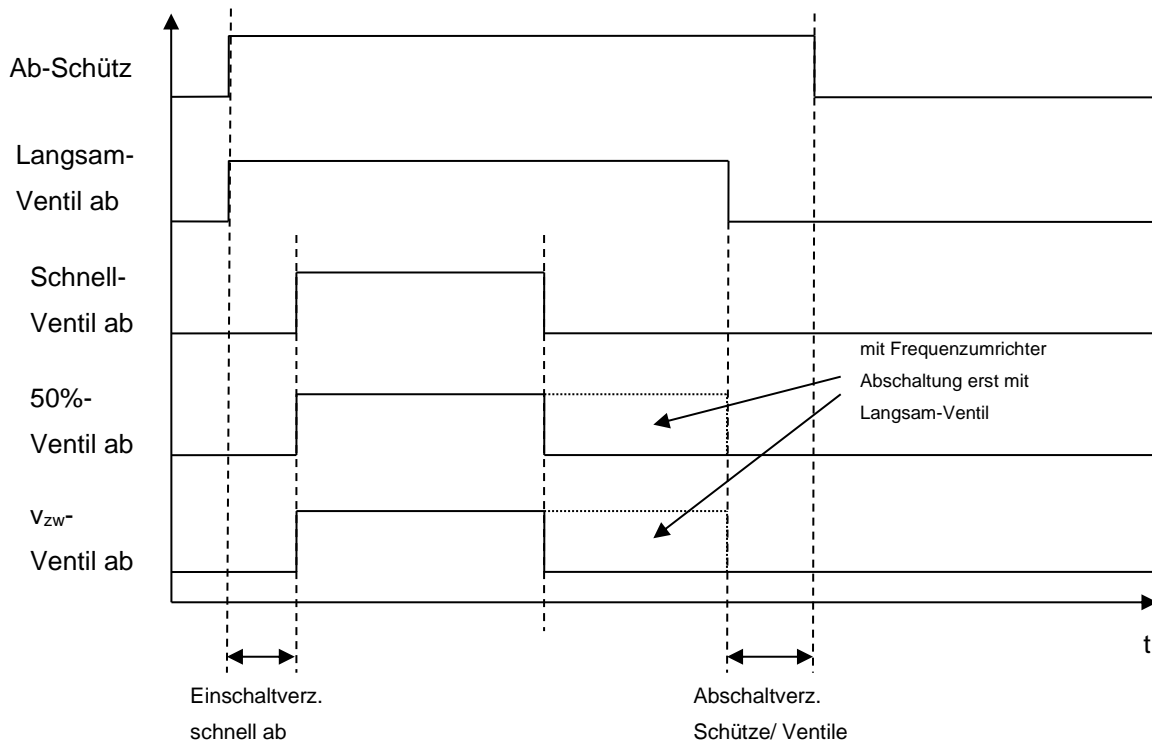 Ab-Schütz
Langsam-
Ventil ab
Schnell-
Ventil ab
mit Frequenzumrichter
Abschaltung erst mit
Langsam-Ventil
50%-
Ventil ab
vzw-
Ventil ab
t
Einschaltverz.
schnell ab
Abschaltverz.
Schütze/ Ventile